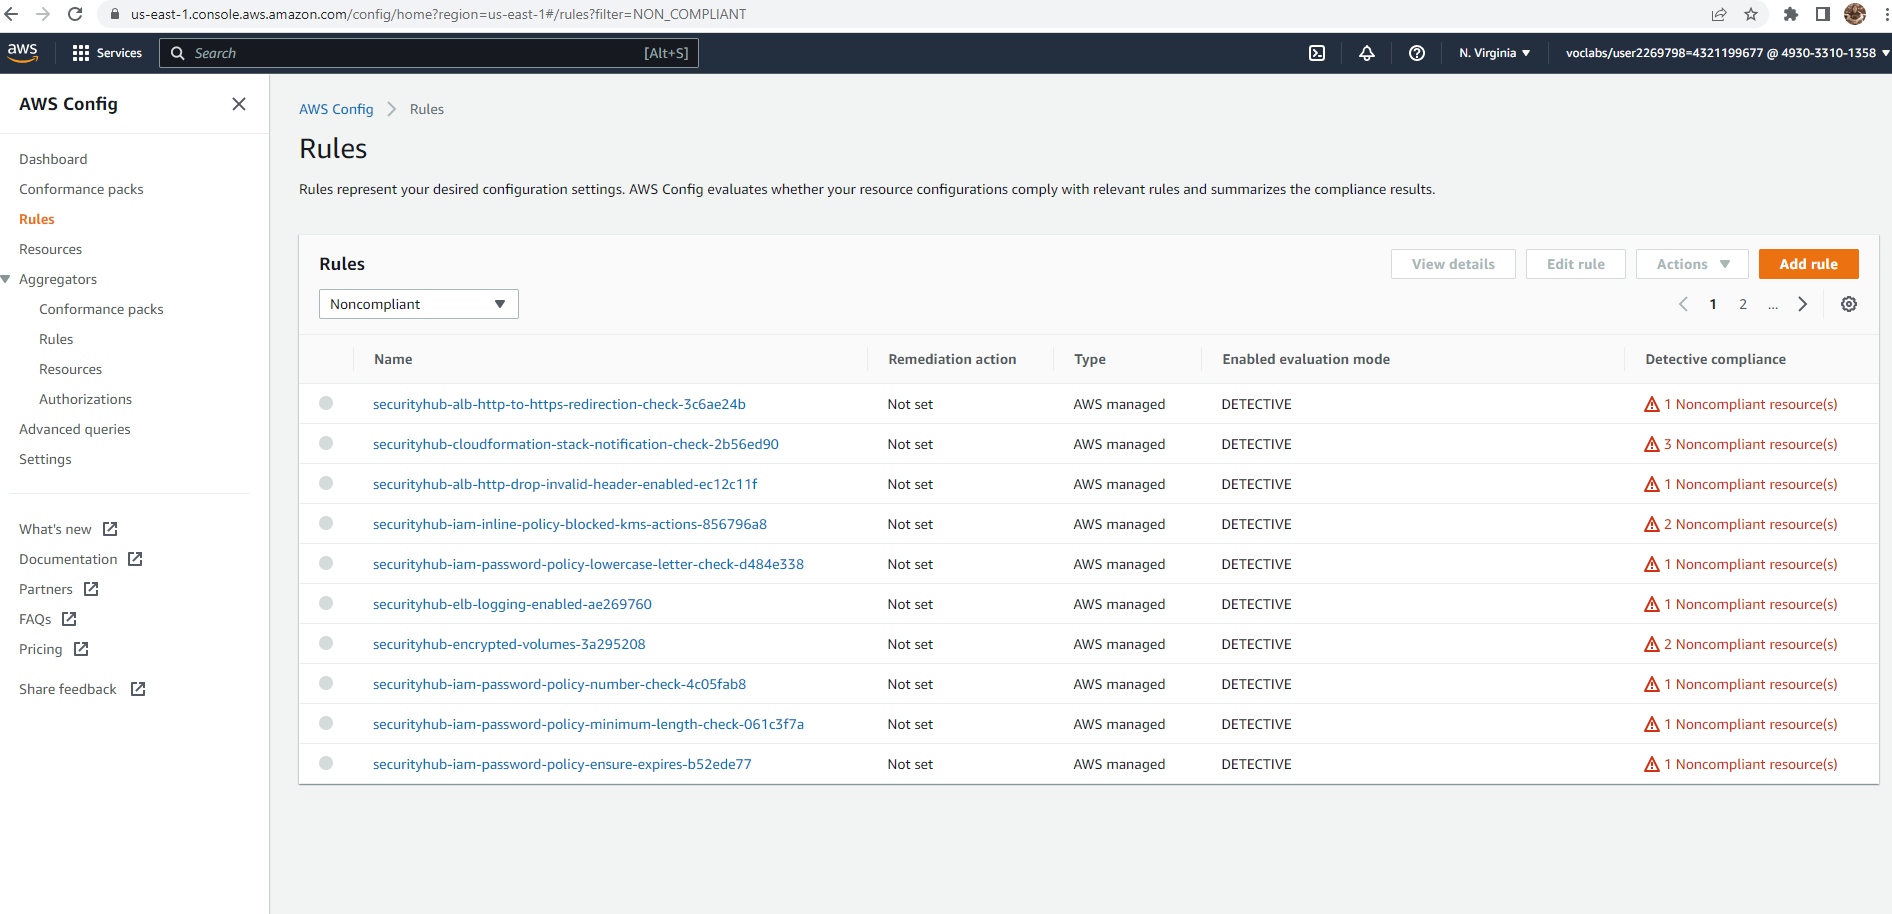 us-east-1.console.aws.amazon.com/config/home?region=us-east-1#/rules?filter=NON_COMPLIANT
aws
Services
Search
[Alt+S]
N. Virginia
voclabs/user2269798=4321199677 @ 4930-3310-1358
AWS Config
Dashboard
Conformance packs
Rules
Resources
Aggregators
Conformance packs
Rules
Resources
Authorizations
Advanced queries
Settings
What's new
Documentation
Partners
FAQs
Pricing
Share feedback
AWS Config > Rules
Rules
Rules represent your desired configuration settings. AWS Config evaluates whether your resource configurations comply with relevant rules and summarizes the compliance results.
Rules
View details Edit rule Actions Add rule
Noncompliant
1 2 ...
Name Remediation action Type Enabled evaluation mode Detective compliance
securityhub-alb-http-to-https-redirection-check-3c6ae24b Not set AWS managed DETECTIVE 1 Noncompliant resource(s)
securityhub-cloudformation-stack-notification-check-2b56ed90 Not set AWS managed DETECTIVE 3 Noncompliant resource(s)
securityhub-alb-http-drop-invalid-header-enabled-ec12c11f Not set AWS managed DETECTIVE 1 Noncompliant resource(s)
securityhub-iam-inline-policy-blocked-kms-actions-856796a8 Not set AWS managed DETECTIVE 2 Noncompliant resource(s)
securityhub-iam-password-policy-lowercase-letter-check-d484e338 Not set AWS managed DETECTIVE 1 Noncompliant resource(s)
securityhub-elb-logging-enabled-ae269760 Not set AWS managed DETECTIVE 1 Noncompliant resource(s)
securityhub-encrypted-volumes-3a295208 Not set AWS managed DETECTIVE 2 Noncompliant resource(s)
securityhub-iam-password-policy-number-check-4c05fab8 Not set AWS managed DETECTIVE 1 Noncompliant resource(s)
securityhub-iam-password-policy-minimum-length-check-061c3f7a Not set AWS managed DETECTIVE 1 Noncompliant resource(s)
securityhub-iam-password-policy-ensure-expires-b52ede77 Not set AWS managed DETECTIVE 1 Noncompliant resource(s)